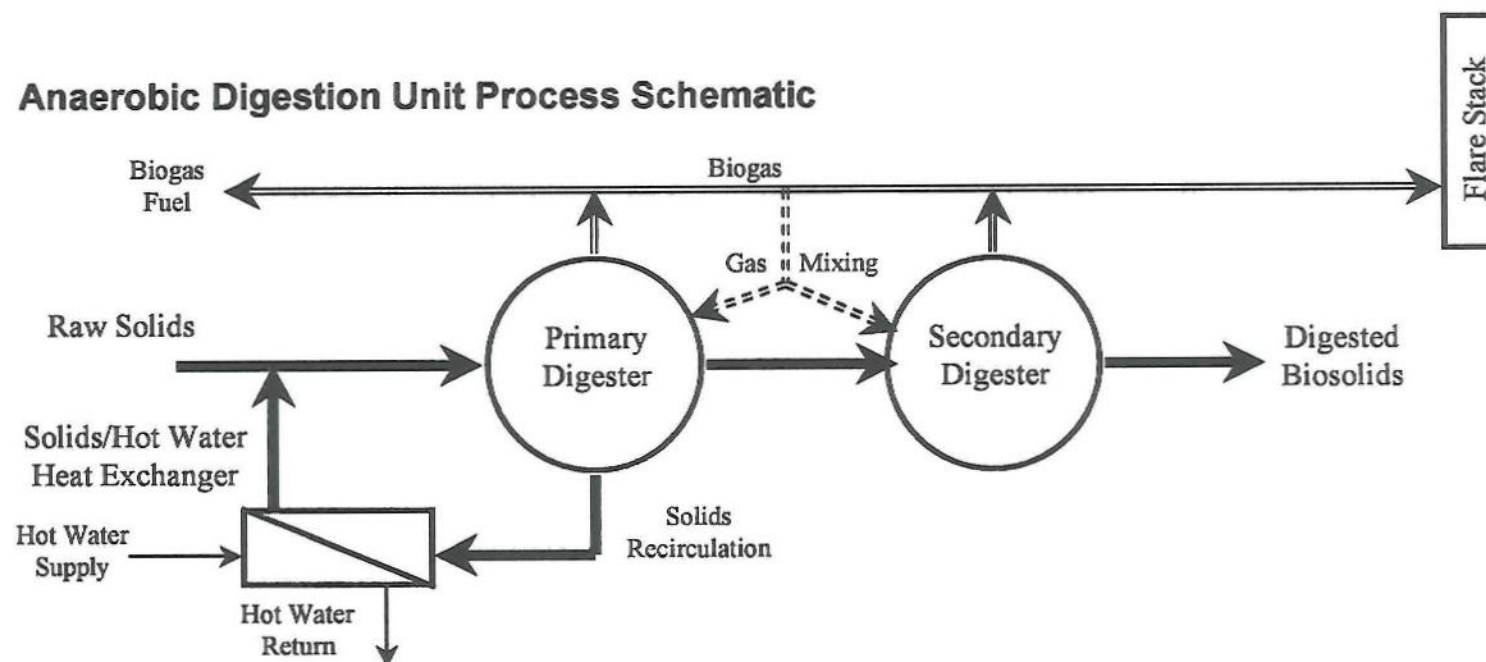 Flare Stack
Anaerobic Digestion Unit Process Schematic
Biogas
Fuel
Biogas
Gas Mixing
Raw Solids
Primary
Digester
Secondary
Digester
Digested
Biosolids
Solids/Hot Water
Heat Exchanger
Hot Water
Supply
Solids
Recirculation
Hot Water
Return